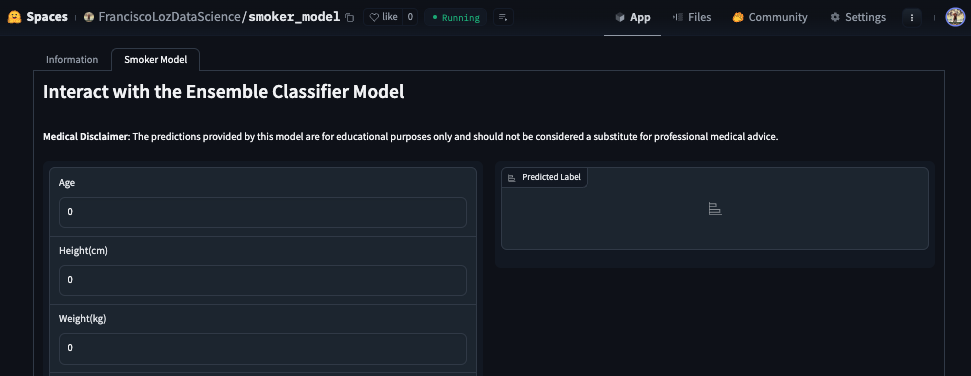 Spaces FranciscoLozDataScience/smoker_model like 0 Running App Files Community Settings
Information Smoker Model
Interact with the Ensemble Classifier Model
Medical Disclaimer: The predictions provided by this model are for educational purposes only and should not be considered a substitute for professional medical advice.
Age
0
Height(cm)
0
Weight(kg)
0
Predicted Label